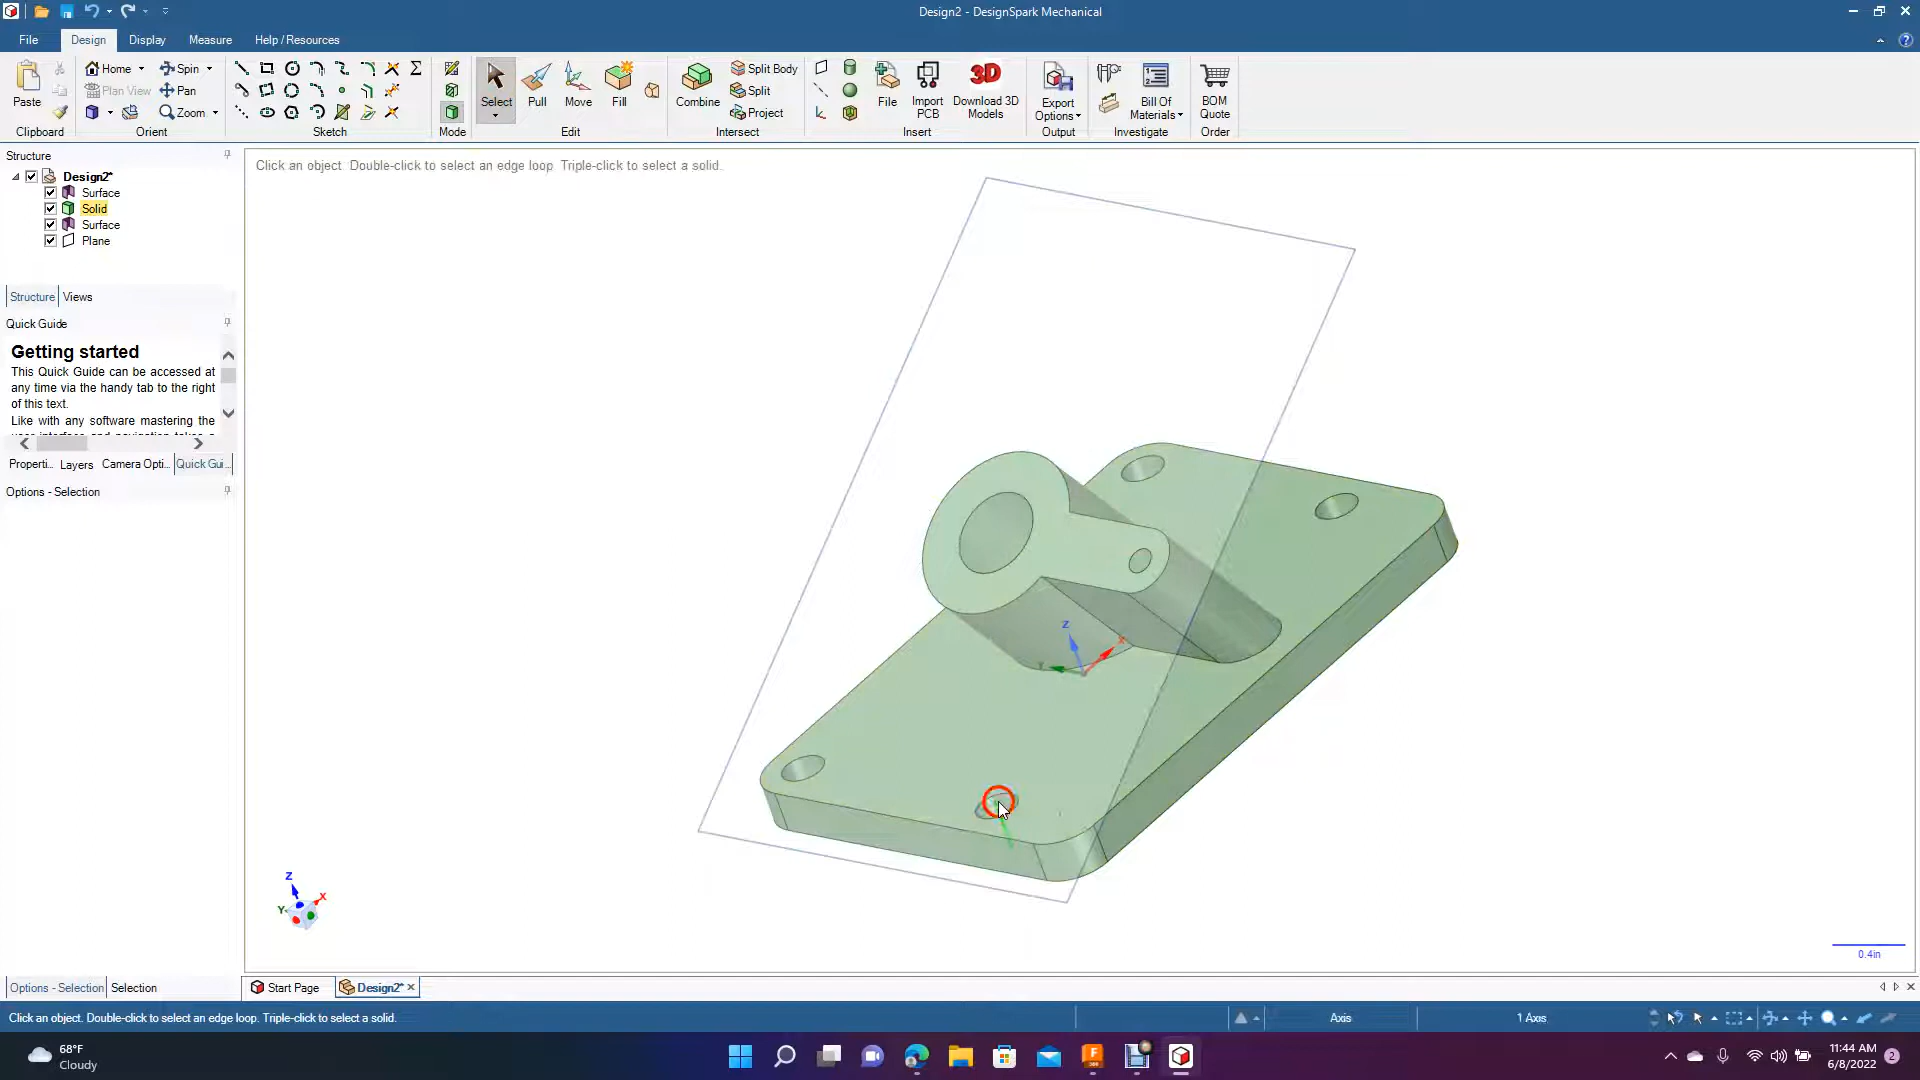 Design2 - DesignSpark Mechanical
File
Design
Display
Measure
Help / Resources
Paste
Clipboard
Home
Spin
Plan View
Pan
Zoom
Orient
Sketch
Mode
Select
Pull
Move
Fill
Edit
Combine
Split Body
Split
Project
Intersect
File
Import
PCB
3D
Download 3D
Models
Insert
Export
Options
Output
Bill Of
Materials
Investigate
BOM
Quote
Order
Structure
Design2*
Surface
Solid
Surface
Plane
Structure
Views
Quick Guide
Getting started
This Quick Guide can be accessed at
any time via the handy tab to the right
of this text.
Like with any software mastering the
Properti...
Layers
Camera Opti...
Quick Gui...
Options - Selection
Click an object. Double-click to select an edge loop. Triple-click to select a solid.
Z
X
Y
Z
X
Y
0.4in
Options - Selection
Selection
Start Page
Design2*
Click an object. Double-click to select an edge loop. Triple-click to select a solid.
Axis
1 Axis
68°F
Cloudy
11:44 AM
6/8/2022
2